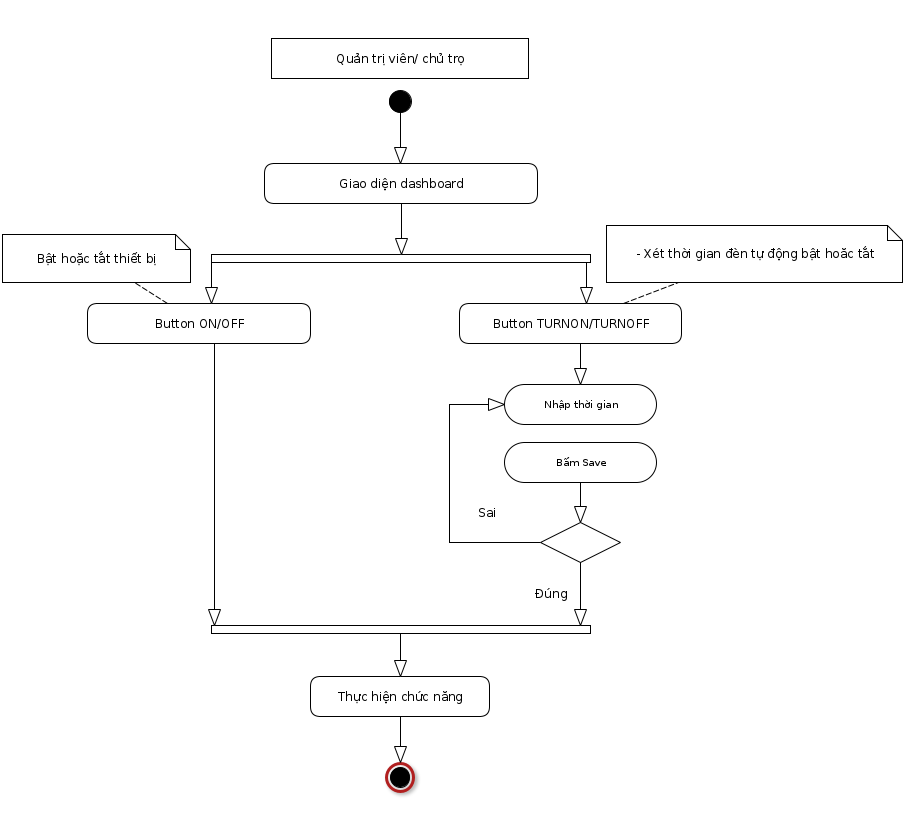 Quản trị viên/ chủ trọ
Giao diện dashboard
Bật hoặc tắt thiết bị
- Xét thời gian đèn tự động bật hoăc tắt
Button ON/OFF
Button TURNON/TURNOFF
Nhập thời gian
Bấm Save
Sai
Đúng
Thực hiện chức năng